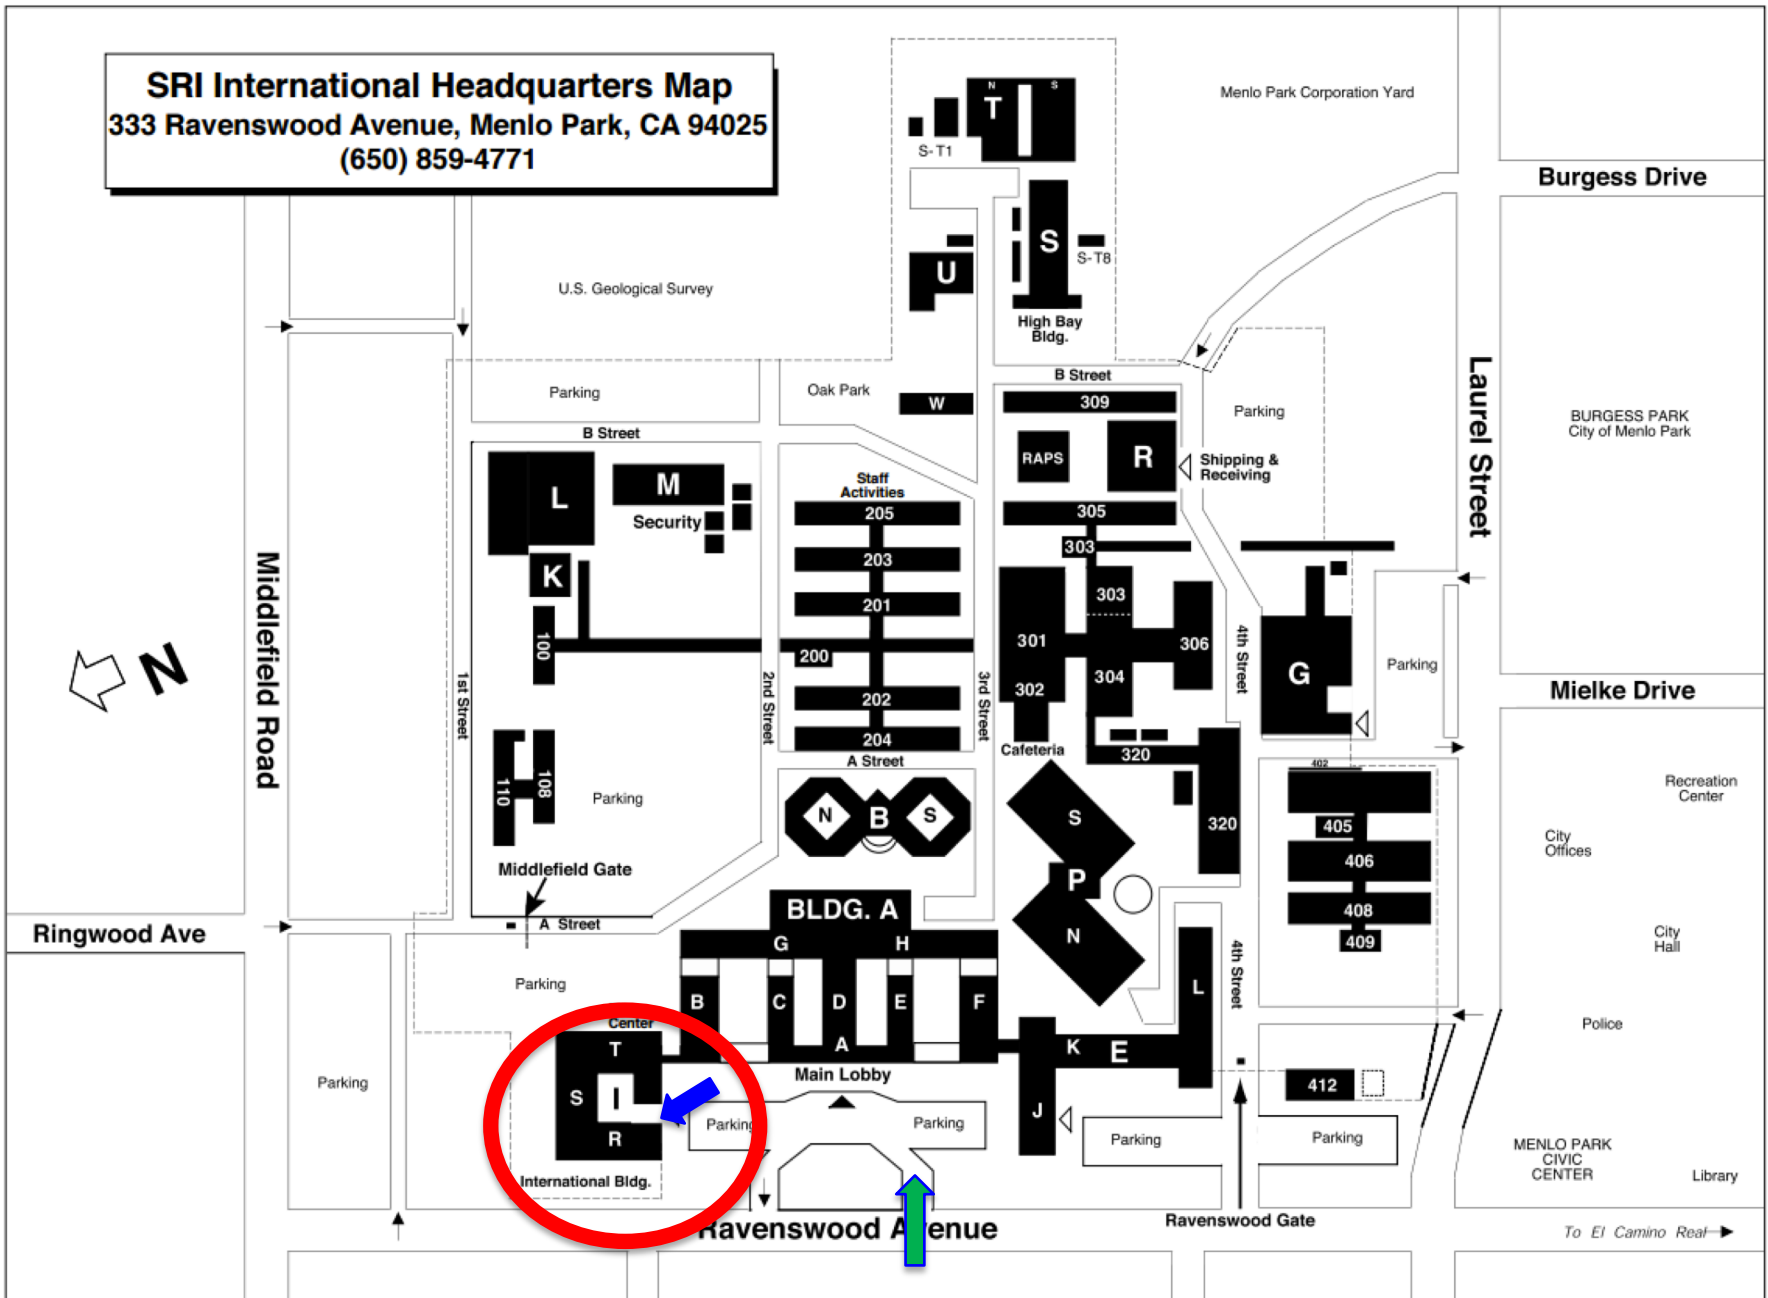 SRI International Headquarters Map
333 Ravenswood Avenue, Menlo Park, CA 94025
(650) 859-4771
N S
T
S-T1
Menlo Park Corporation Yard
Burgess Drive
S
S-T8
U
High Bay
Bldg.
U.S. Geological Survey
B Street
Parking
Oak Park
W
309
Parking
Laurel Street
BURGESS PARK
City of Menlo Park
B Street
RAPS
R
Shipping &
Receiving
L
M
Security
Staff
Activities
205
305
303
203
K
201
303
Middlefield Road
N
100
200
301
302
304
306
4th Street
G
Parking
Mielke Drive
1st Street
2nd Street
202
3rd Street
204
Cafeteria
A Street
320
402
110
108
Parking
N
B
S
S
320
405
Recreation
Center
City
Offices
406
Middlefield Gate
P
BLDG. A
408
Ringwood Ave
A Street
G
H
N
409
City
Hall
Parking
B
C
D
E
F
L
4th Street
Center
T
A
K
E
Police
Parking
S
I
Main Lobby
412
J
R
Parking
Parking
Parking
Parking
MENLO PARK
CIVIC
CENTER
Library
International Bldg.
Ravenswood Avenue
Ravenswood Gate
To El Camino Real